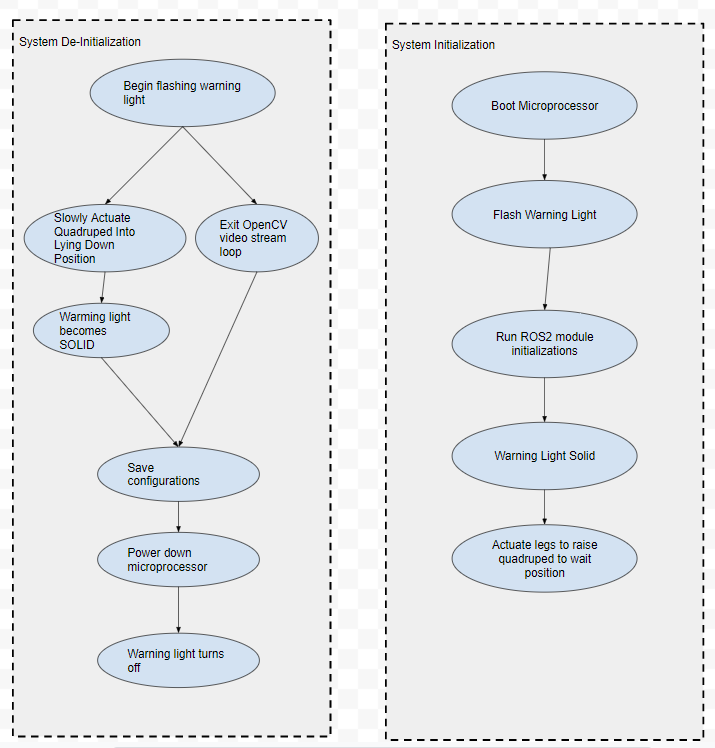 System De-Initialization
Begin flashing warning
light
Slowly Actuate
Quadruped Into
Lying Down
Position
Exit OpenCV
video stream
loop
Warming light
becomes
SOLID
Save
configurations
Power down
microprocessor
Warning light turns
off
System Initialization
Boot Microprocessor
Flash Warning Light
Run ROS2 module
initializations
Warning Light Solid
Actuate legs to raise
quadruped to wait
position